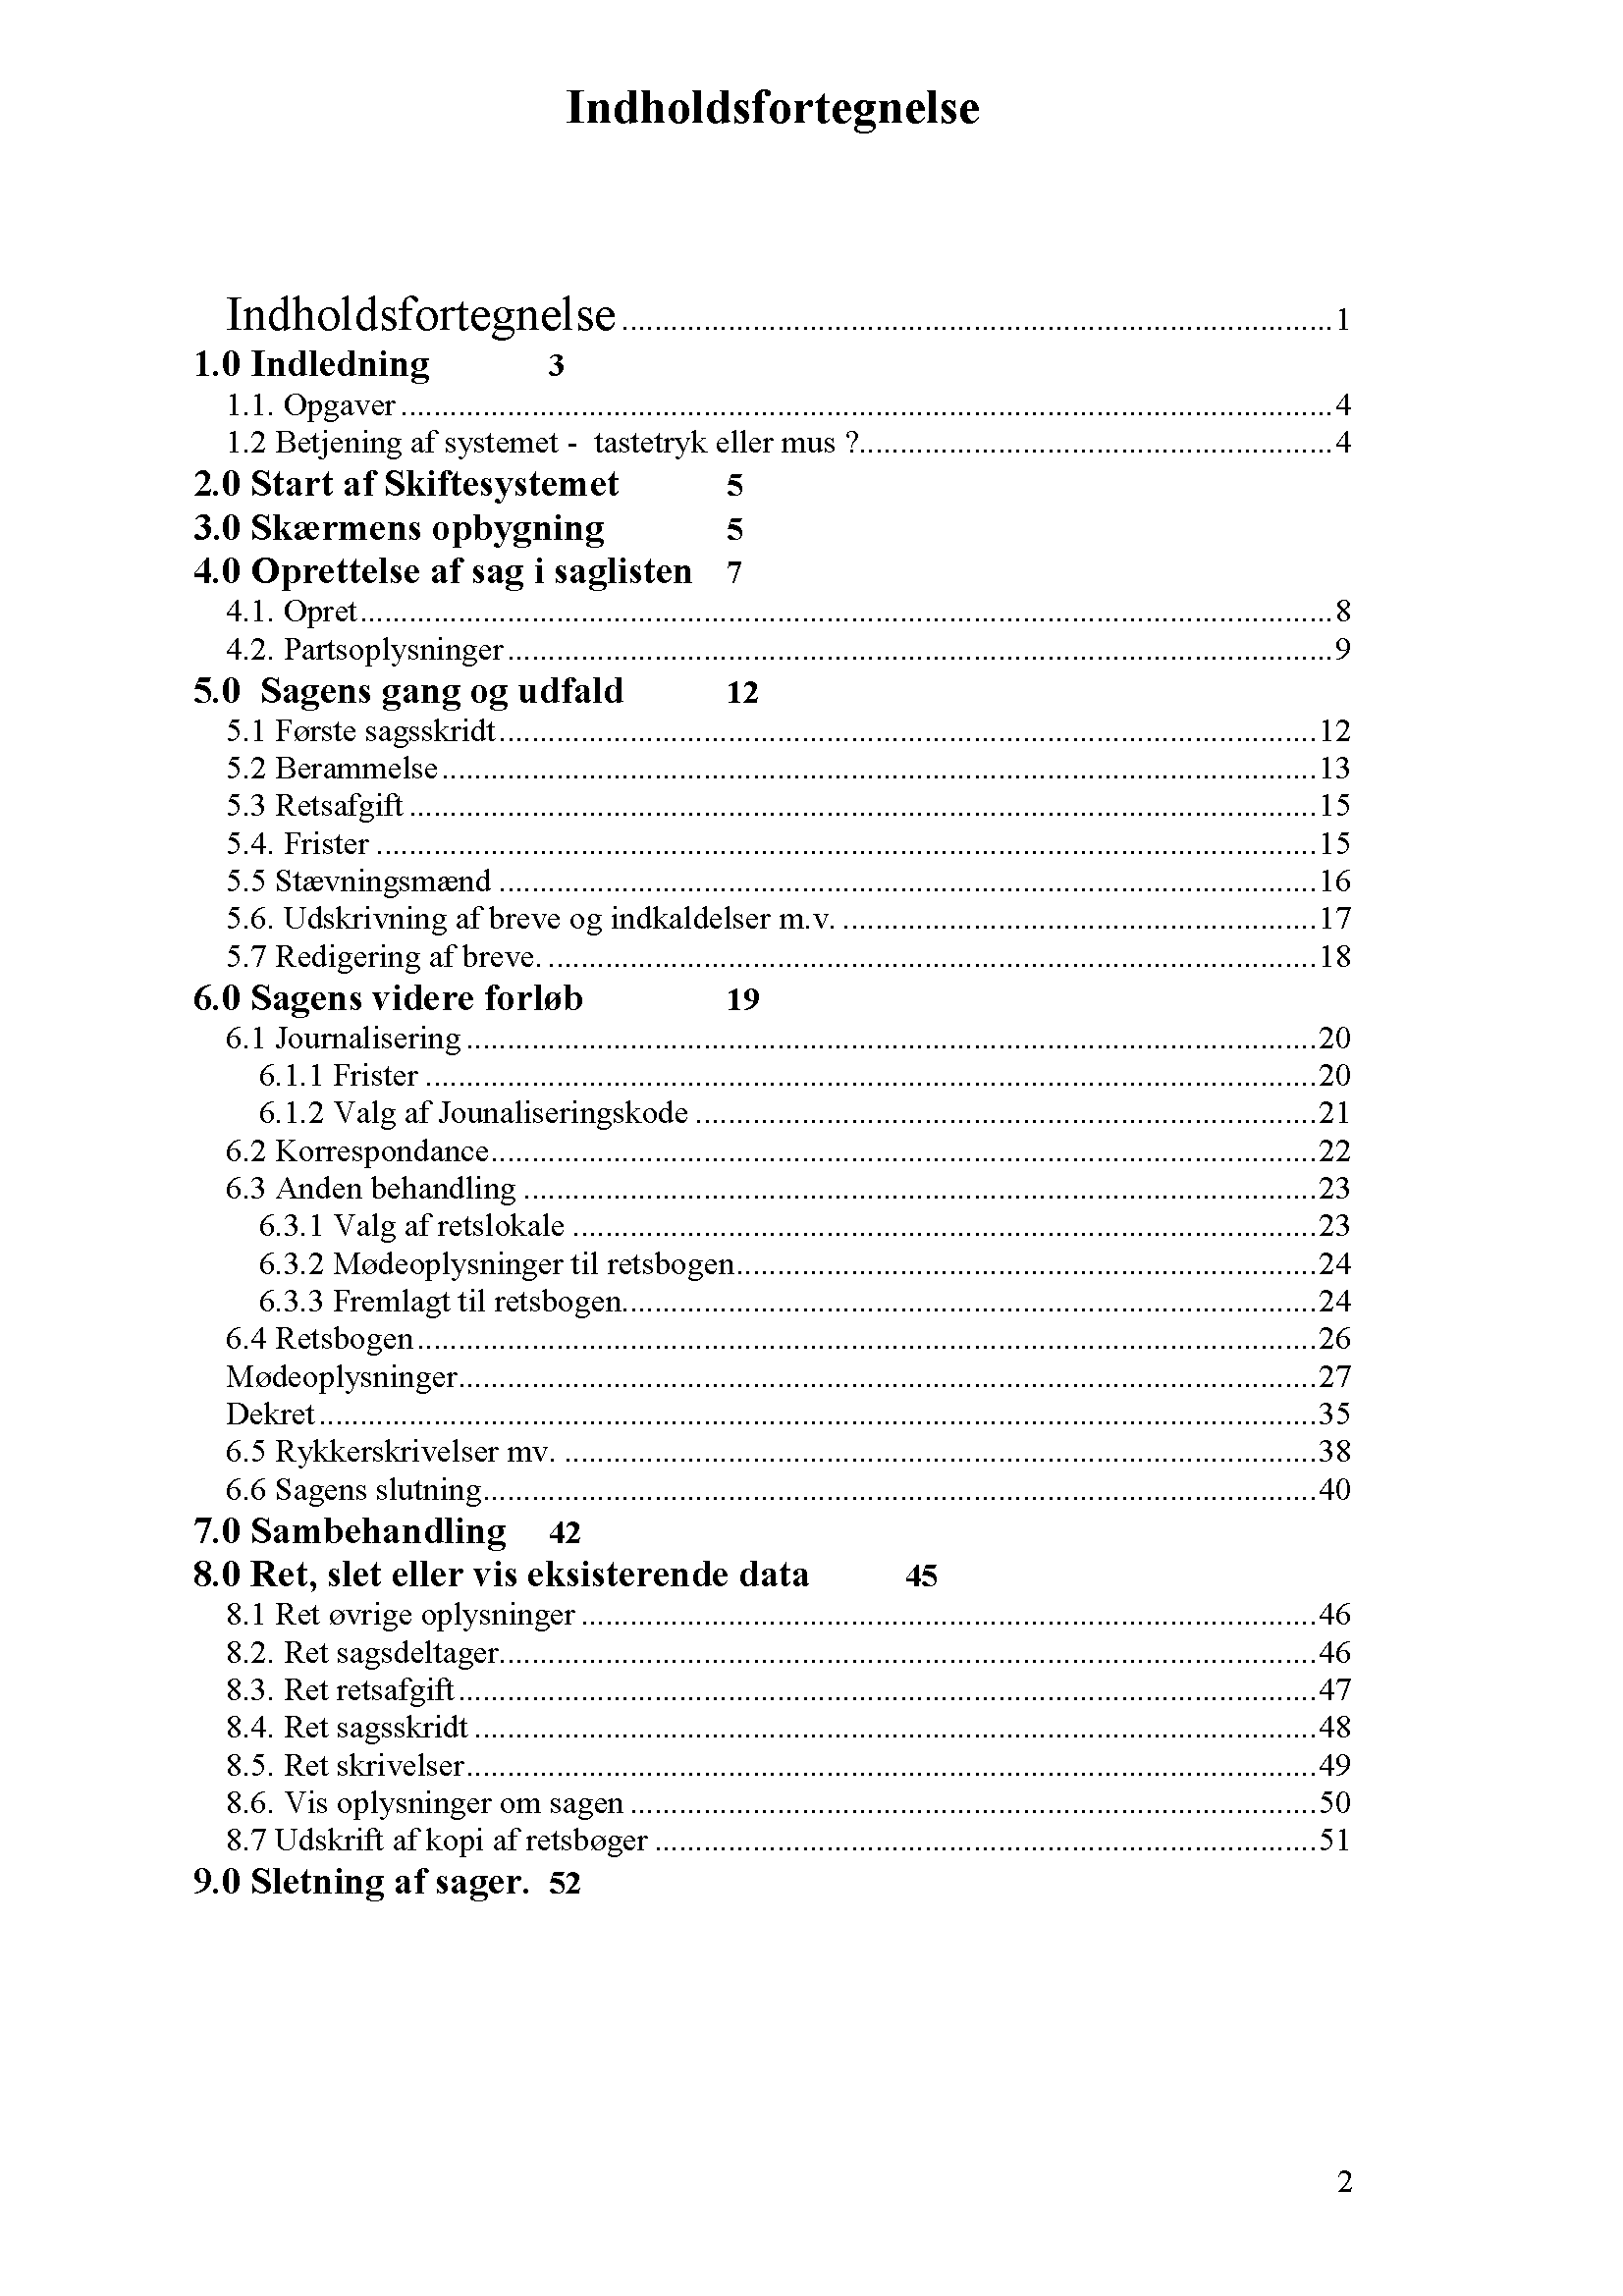 Indholdsfortegnelse
Indholdsfortegnelse.......................................................1
1.0 Indledning 3
1.1. Opgaver.......................................................4
1.2 Betjening af systemet - tastetryk eller mus ?.......................................................4
2.0 Start af Skiftesystemet 5
3.0 Skærmens opbygning 5
4.0 Oprettelse af sag i saglisten 7
4.1. Opret.......................................................8
4.2. Partsoplysninger.......................................................9
5.0 Sagens gang og udfald 12
5.1 Første sagsskridt.......................................................12
5.2 Berammelse.......................................................13
5.3 Retsafgift.......................................................15
5.4. Frister.......................................................15
5.5 Stævningsmænd.......................................................16
5.6. Udskrivning af breve og indkaldelser m.v........................................................17
5.7 Redigering af breve........................................................18
6.0 Sagens videre forløb 19
6.1 Journalisering.......................................................20
6.1.1 Frister.......................................................20
6.1.2 Valg af Jounaliseringskode.......................................................21
6.2 Korrespondance.......................................................22
6.3 Anden behandling.......................................................23
6.3.1 Valg af retslokale.......................................................23
6.3.2 Mødeoplysninger til retsbogen.......................................................24
6.3.3 Fremlagt til retsbogen.......................................................24
6.4 Retsbogen.......................................................26
Mødeoplysninger.......................................................27
Dekret.......................................................35
6.5 Rykkerskrivelser mv........................................................38
6.6 Sagens slutning.......................................................40
7.0 Sambehandling 42
8.0 Ret, slet eller vis eksisterende data 45
8.1 Ret øvrige oplysninger.......................................................46
8.2. Ret sagsdeltager.......................................................46
8.3. Ret retsafgift.......................................................47
8.4. Ret sagsskridt.......................................................48
8.5. Ret skrivelser.......................................................49
8.6. Vis oplysninger om sagen.......................................................50
8.7 Udskrift af kopi af retsbøger.......................................................51
9.0 Sletning af sager. 52
2